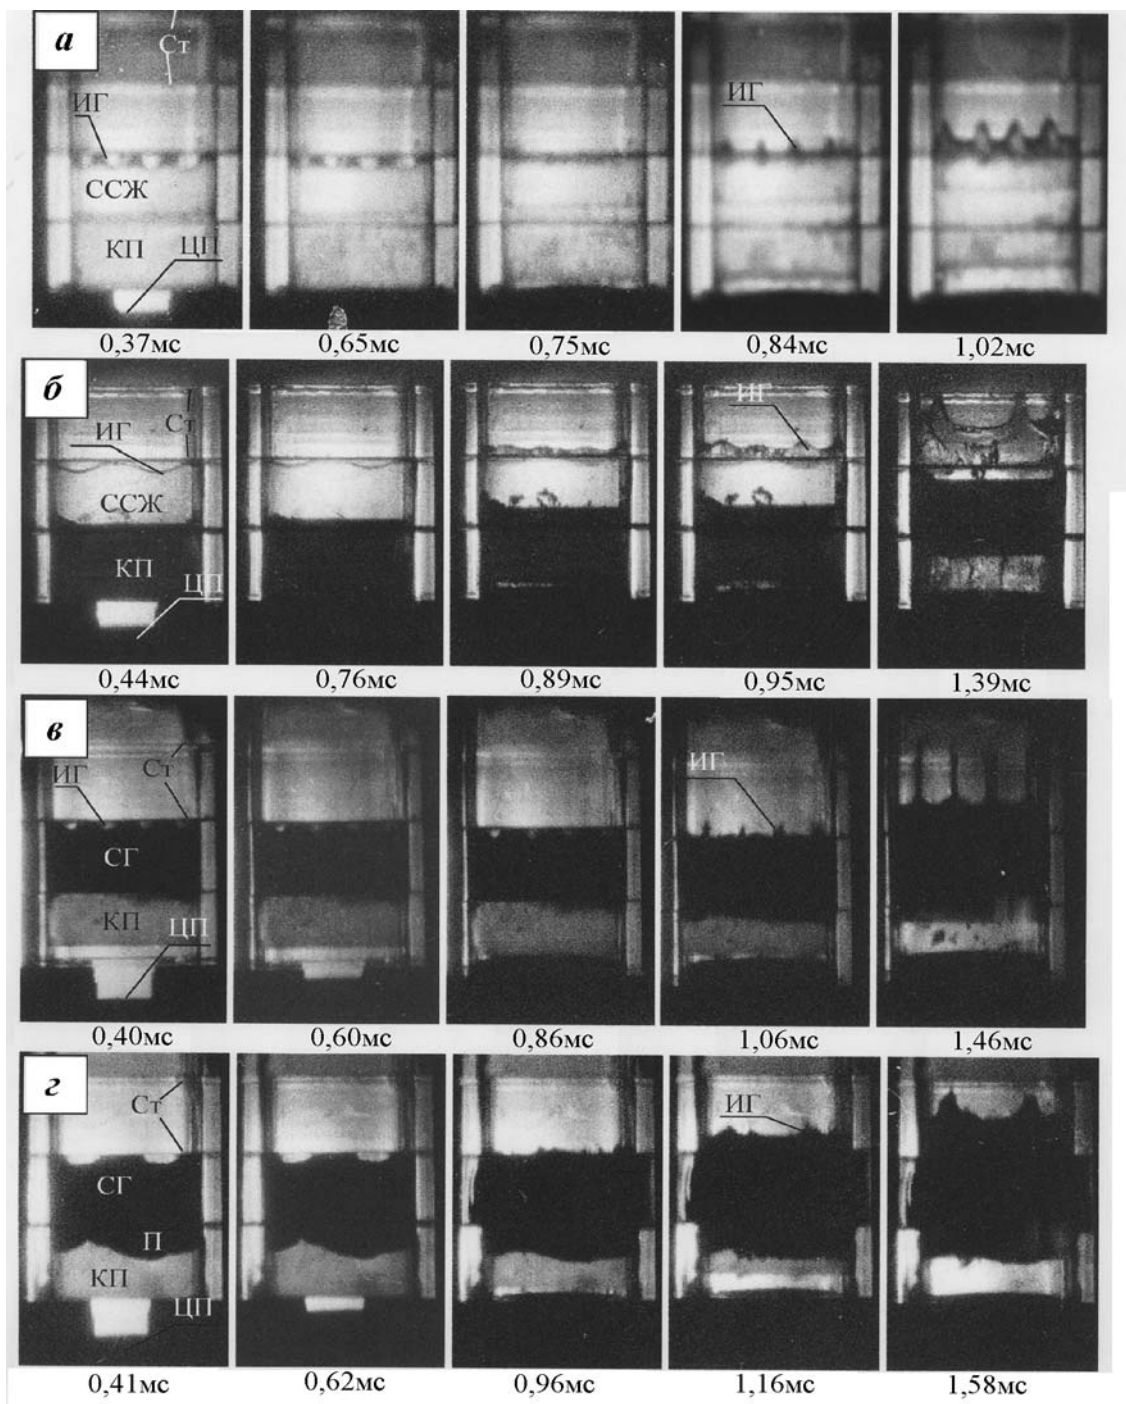 а
Ст
ИГ
ССЖ
КП
ЦП
ИГ
0,37мс 0,65мс 0,75мс 0,84мс 1,02мс
б
Ст
ИГ
ССЖ
КП
ЦП
ИГ
0,44мс 0,76мс 0,89мс 0,95мс 1,39мс
в
ИГ
Ст
СГ
КП
ЦП
ИГ
0,40мс 0,60мс 0,86мс 1,06мс 1,46мс
г
Ст
СГ
П
КП
ЦП
ИГ
0,41мс 0,62мс 0,96мс 1,16мс 1,58мс